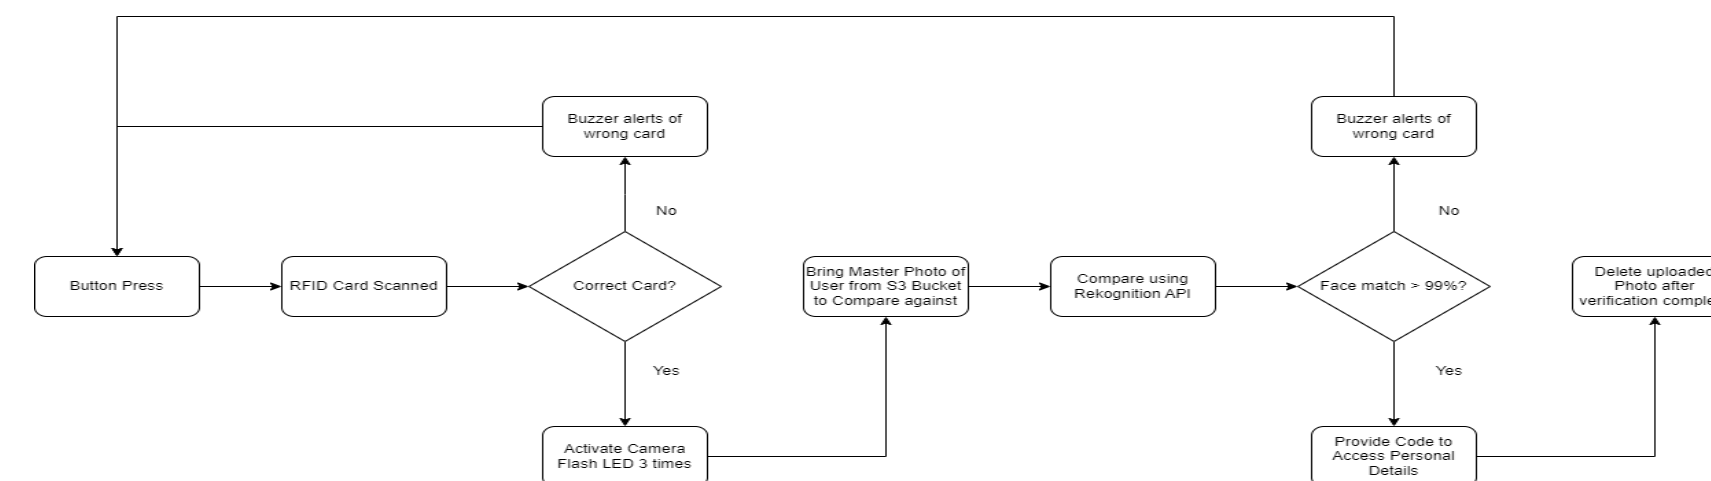 Buzzer alerts of
wrong card
Buzzer alerts of
wrong card
No
No
Button Press
RFID Card Scanned
Correct Card?
Bring Master Photo of
User from S3 Bucket
to Compare against
Compare using
Rekognition API
Face match > 99%?
Delete uploaded
Photo after
verification
Yes
Yes
Activate Camera
Flash LED 3 times
Provide Code to
Access Personal
Details